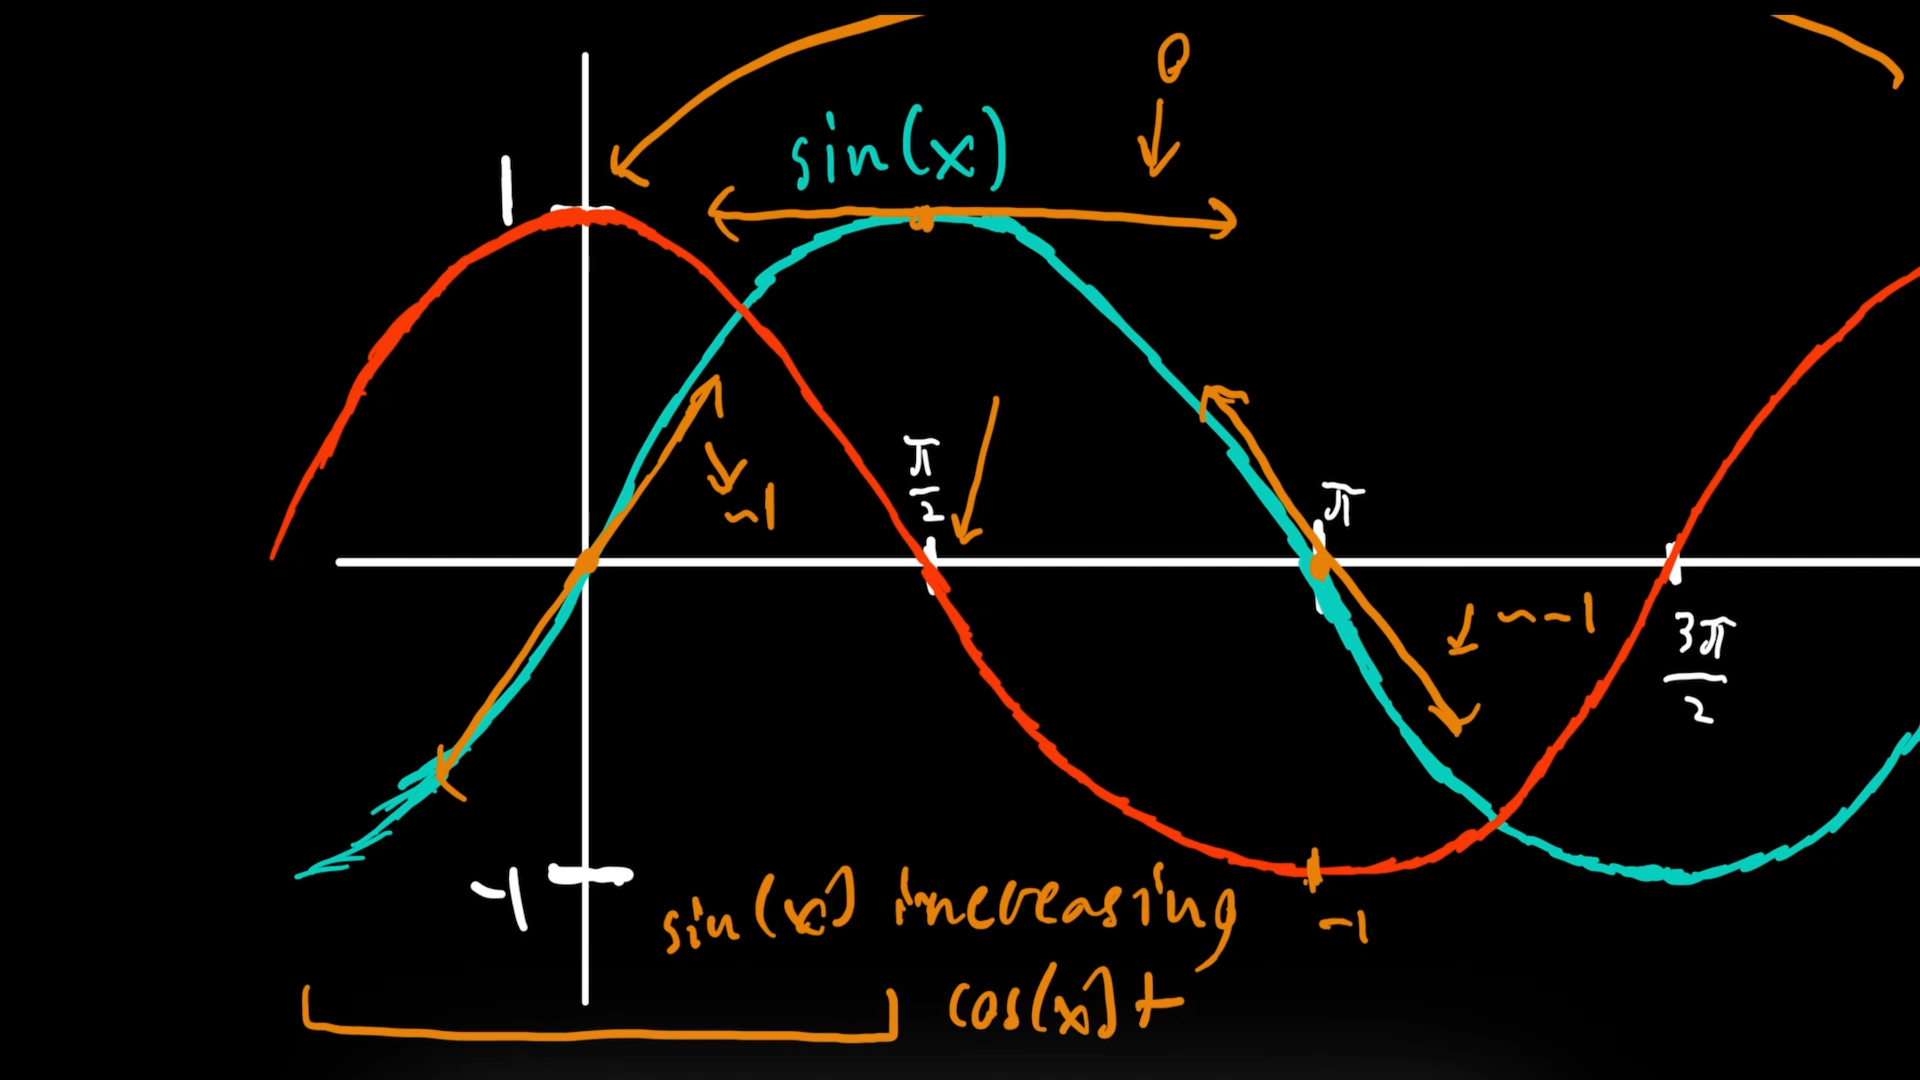 0
sin(x)
1
π/2
~1
π
~-1
3π/2
-1
sin(x) increasing
-1
cos(x) +